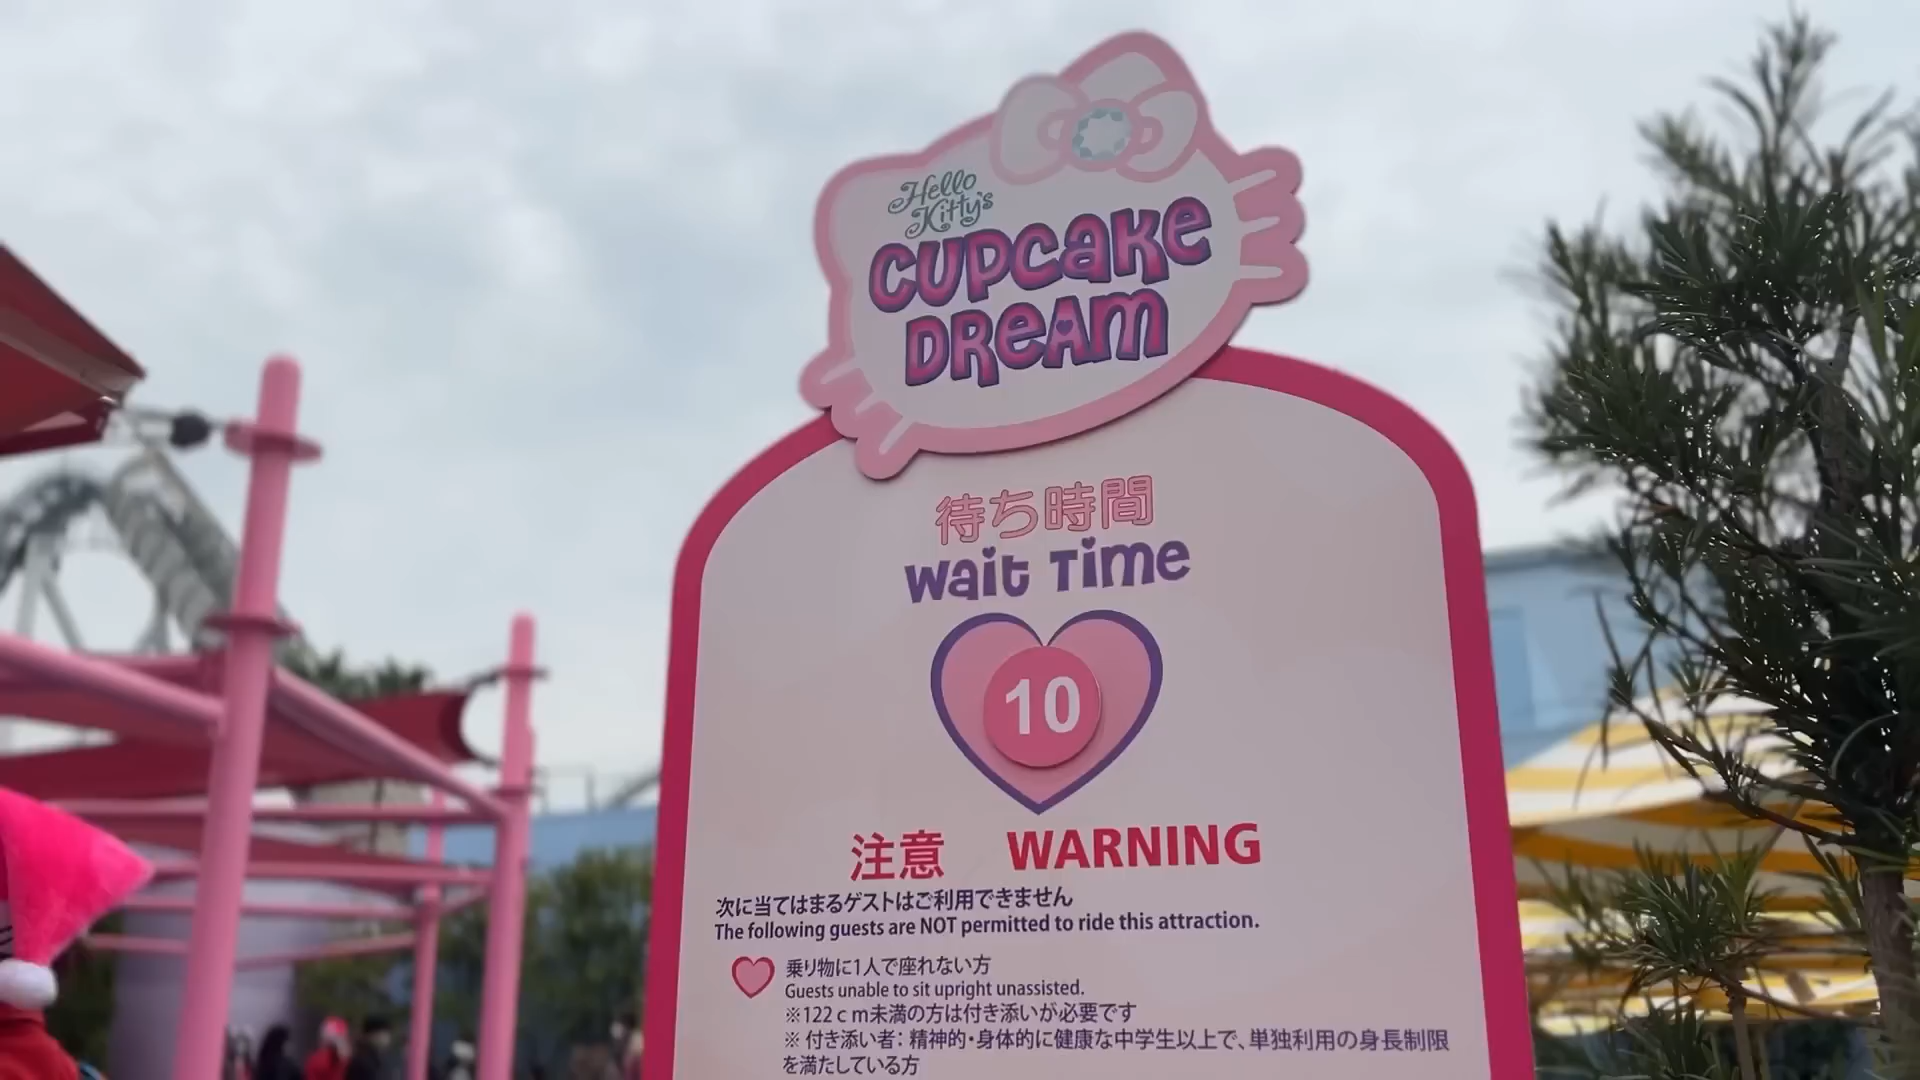 Hello
Kitty's
CUPCAKE
DREAM
待ち時間
Wait Time
10
注意 WARNING
次に当てはまるゲストはご利用できません
The following guests are NOT permitted to ride this attraction.
乗り物に1人で座れない方
Guests unable to sit upright unassisted.
※122cm未満の方は付き添いが必要です
※ 付き添い者：精神的・身体的に健康な中学生以上で、単独利用の身長制限
を満たしている方